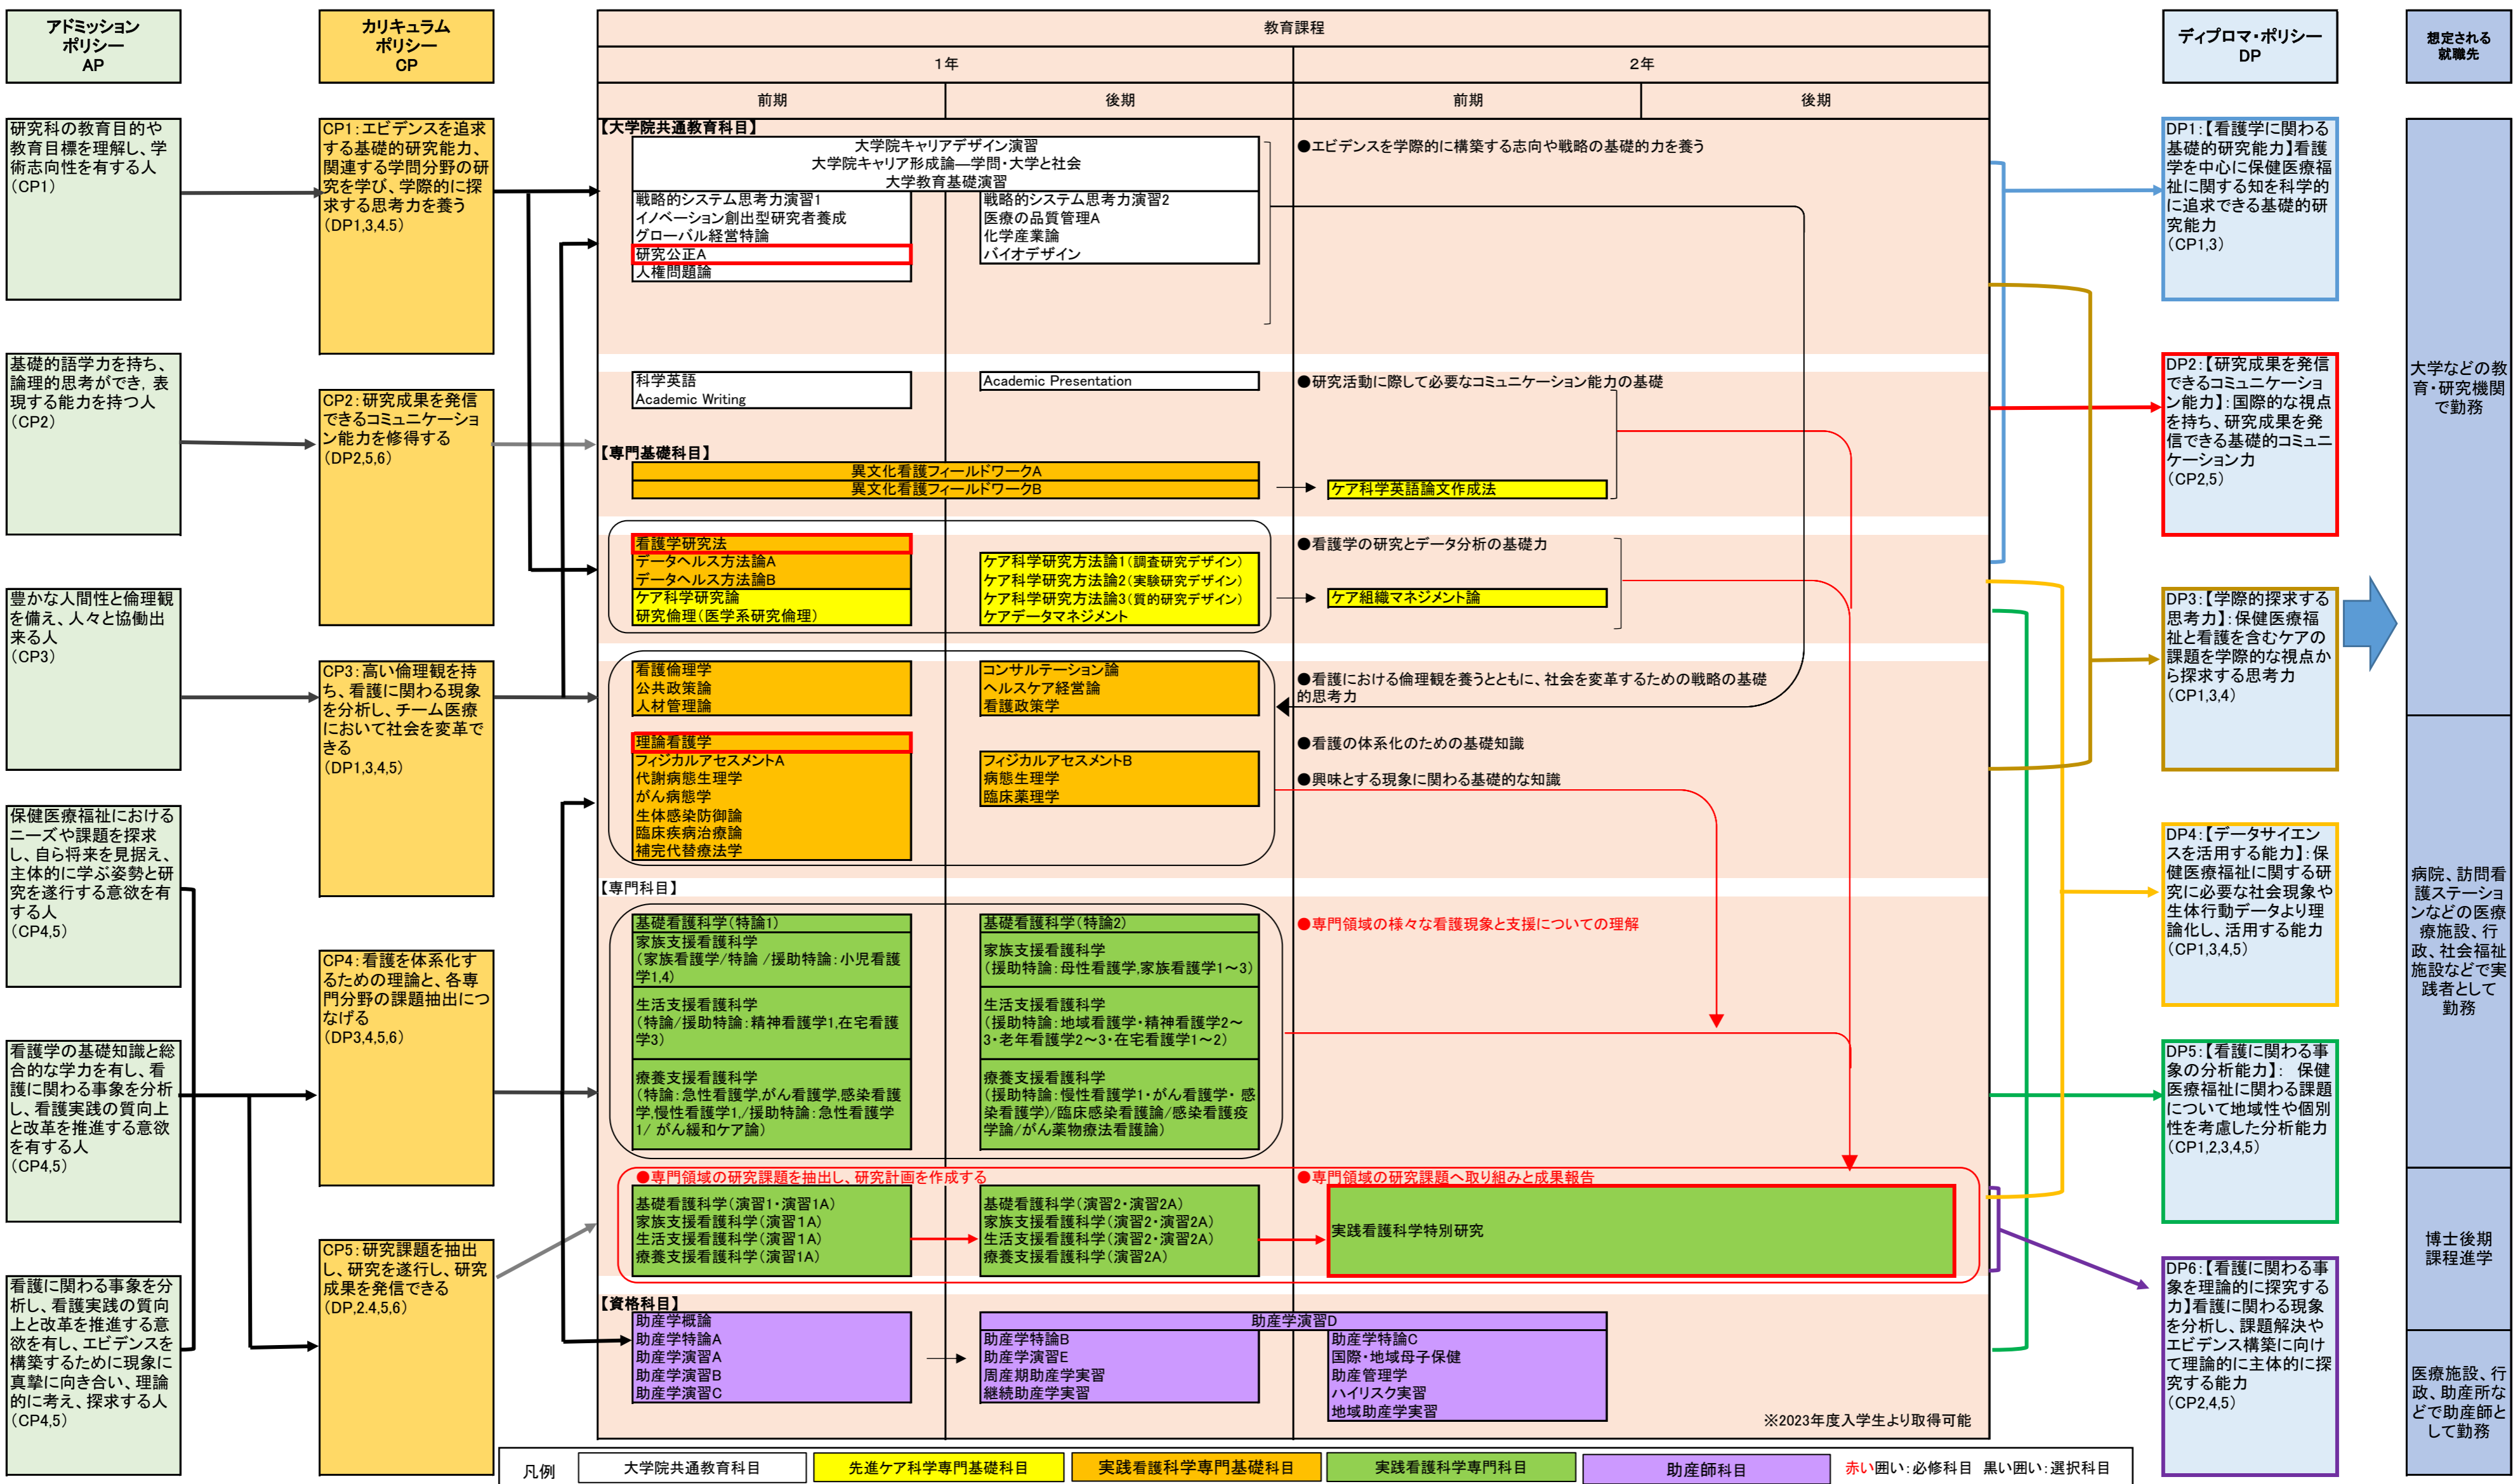 アドミッション
ポリシー
AP
カリキュラム
ポリシー
CP
教育課程
1年
2年
前期
後期
前期
後期
ディプロマ・ポリシー
DP
想定される
就職先
研究科の教育目的や
教育目標を理解し、学
術志向性を有する人
(CP1)
基礎的語学力を持ち、
論理的思考ができ, 表
現する能力を持つ人
(CP2)
豊かな人間性と倫理観
を備え、人々と協働出
来る人
(CP3)
保健医療福祉における
ニーズや課題を探求
し、自ら将来を見据え、
主体的に学ぶ姿勢と研
究を遂行する意欲を有
する人
(CP4,5)
看護学の基礎知識と総
合的な学力を有し、看
護に関わる事象を分析
し、看護実践の質向上
と改革を推進する意欲
を有する人
(CP4,5)
看護に関わる事象を分
析し、看護実践の質向
上と改革を推進する意
欲を有し、エビデンスを
構築するために現象に
真摯に向き合い、理論
的に考え、探求する人
(CP4,5)
CP1:エビデンスを追求
する基礎的研究能力、
関連する学問分野の研
究を学び、学際的に探
求する思考力を養う
(DP1,3,4.5)
CP2:研究成果を発信
できるコミュニケーショ
ン能力を修得する
(DP2,5,6)
CP3:高い倫理観を持
ち、看護に関わる現象
を分析し、チーム医療
において社会を変革で
きる
(DP1,3,4,5)
CP4:看護を体系化す
るための理論と、各専
門分野の課題抽出につ
なげる
(DP3,4,5,6)
CP5:研究課題を抽出
し、研究を遂行し、研究
成果を発信できる
(DP,2.4,5,6)
【大学院共通教育科目】
大学院キャリアデザイン演習
大学院キャリア形成論―学問・大学と社会
大学教育基礎演習
戦略的システム思考力演習1
イノベーション創出型研究者養成
グローバル経営特論
研究公正A
人権問題論
戦略的システム思考力演習2
医療の品質管理A
化学産業論
バイオデザイン
●エビデンスを学際的に構築する志向や戦略の基礎的力を養う
科学英語
Academic Writing
Academic Presentation
●研究活動に際して必要なコミュニケーション能力の基礎
【専門基礎科目】
異文化看護フィールドワークA
異文化看護フィールドワークB
ケア科学英語論文作成法
看護学研究法
データヘルス方法論A
データヘルス方法論B
ケア科学研究論
研究倫理(医学系研究倫理)
ケア科学研究方法論1(調査研究デザイン)
ケア科学研究方法論2(実験研究デザイン)
ケア科学研究方法論3(質的研究デザイン)
ケアデータマネジメント
●看護学の研究とデータ分析の基礎力
ケア組織マネジメント論
看護倫理学
公共政策論
人材管理論
コンサルテーション論
ヘルスケア経営論
看護政策学
●看護における倫理観を養うとともに、社会を変革するための戦略の基礎
的思考力
理論看護学
フィジカルアセスメントA
代謝病態生理学
がん病態学
生体感染防御論
臨床疾病治療論
補完代替療法学
フィジカルアセスメントB
病態生理学
臨床薬理学
●看護の体系化のための基礎知識
●興味とする現象に関わる基礎的な知識
【専門科目】
基礎看護科学(特論1)
家族支援看護科学
(家族看護学/特論 /援助特論:小児看護
学1,4)
生活支援看護科学
(特論/援助特論:精神看護学1,在宅看護
学3)
療養支援看護科学
(特論:急性看護学,がん看護学,感染看護
学,慢性看護学1,/援助特論:急性看護学
1/ がん緩和ケア論)
基礎看護科学(特論2)
家族支援看護科学
(援助特論:母性看護学,家族看護学1～3)
生活支援看護科学
(援助特論:地域看護学・精神看護学2～
3・老年看護学2～3・在宅看護学1～2)
療養支援看護科学
(援助特論:慢性看護学1・がん看護学・ 感
染看護学)/臨床感染看護論/感染看護疫
学論/がん薬物療法看護論)
●専門領域の様々な看護現象と支援についての理解
●専門領域の研究課題を抽出し、研究計画を作成する
●専門領域の研究課題へ取り組みと成果報告
基礎看護科学(演習1・演習1A)
家族支援看護科学(演習1A)
生活支援看護科学(演習1A)
療養支援看護科学(演習1A)
基礎看護科学(演習2・演習2A)
家族支援看護科学(演習2・演習2A)
生活支援看護科学(演習2・演習2A)
療養支援看護科学(演習2A)
実践看護科学特別研究
【資格科目】
助産学概論
助産学特論A
助産学演習A
助産学演習B
助産学演習C
助産学演習D
助産学特論B
助産学演習E
周産期助産学実習
継続助産学実習
助産学特論C
国際・地域母子保健
助産管理学
ハイリスク実習
地域助産学実習
※2023年度入学生より取得可能
DP1:【看護学に関わる
基礎的研究能力】看護
学を中心に保健医療福
祉に関する知を科学的
に追求できる基礎的研
究能力
(CP1,3)
DP2:【研究成果を発信
できるコミュニケーショ
ン能力】:国際的な視点
を持ち、研究成果を発
信できる基礎的コミュニ
ケーション力
(CP2,5)
DP3:【学際的探求する
思考力】:保健医療福
祉と看護を含むケアの
課題を学際的な視点か
ら探求する思考力
(CP1,3,4)
DP4:【データサイエン
スを活用する能力】:保
健医療福祉に関する研
究に必要な社会現象や
生体行動データより理
論化し、活用する能力
(CP1,3,4,5)
DP5:【看護に関わる事
象の分析能力】: 保健
医療福祉に関わる課題
について地域性や個別
性を考慮した分析能力
(CP1,2,3,4,5)
DP6:【看護に関わる事
象を理論的に探究する
力】看護に関わる現象
を分析し、課題解決や
エビデンス構築に向け
て理論的に主体的に探
究する能力
(CP2,4,5)
大学などの教
育・研究機関
で勤務
病院、訪問看
護ステーショ
ンなどの医療
療施設、行
政、社会福祉
施設などで実
践者として
勤務
博士後期
課程進学
医療施設、行
政、助産所な
どで助産師と
して勤務
凡例
大学院共通教育科目
先進ケア科学専門基礎科目
実践看護科学専門基礎科目
実践看護科学専門科目
助産師科目
赤い囲い:必修科目 黒い囲い:選択科目